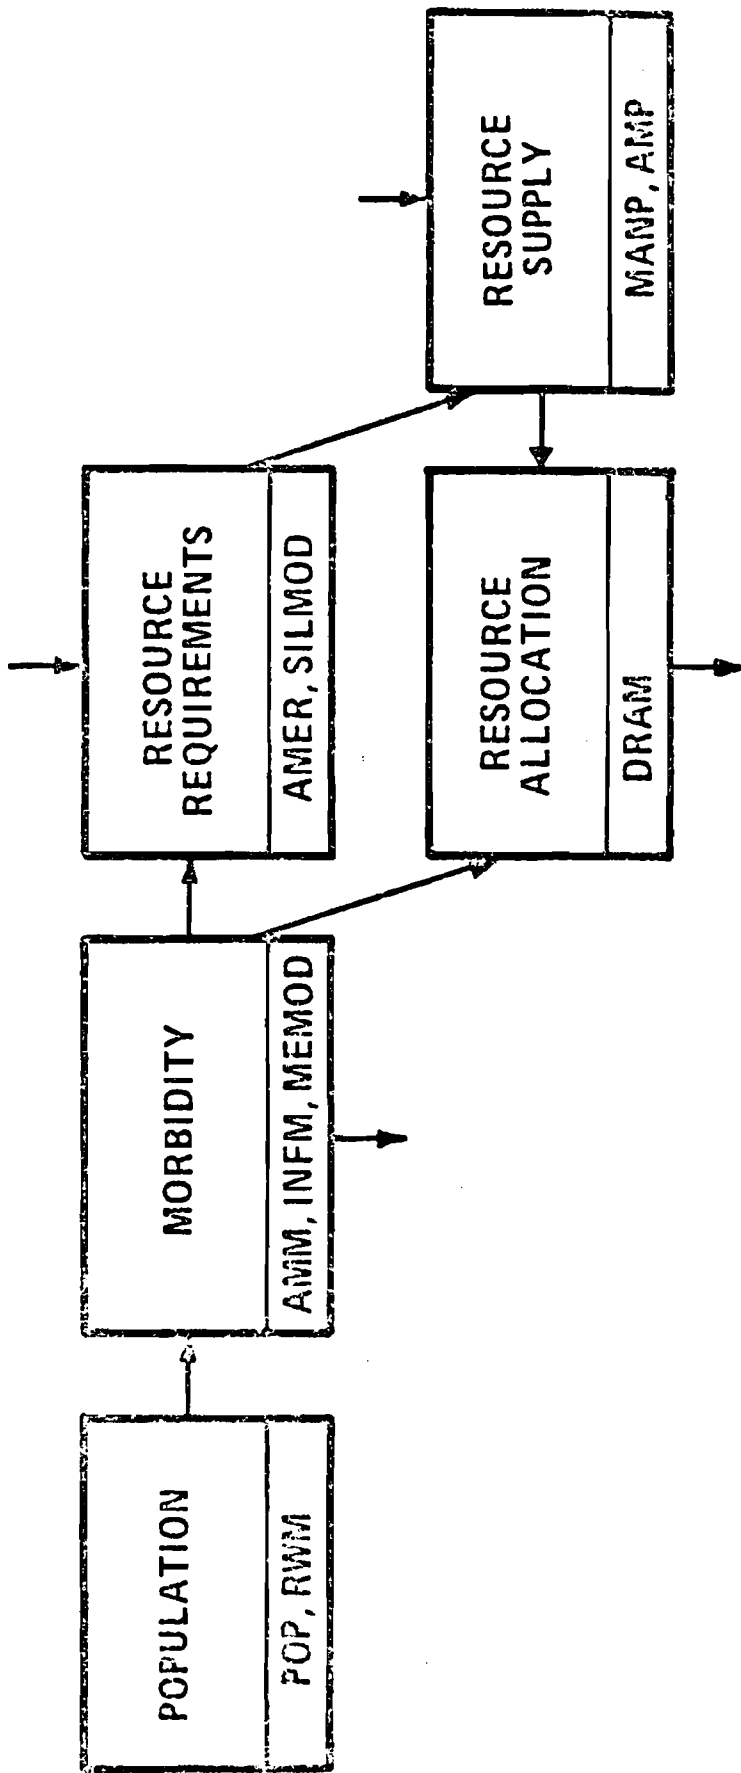 POPULATION
POP, RWM
MORBIDITY
AMM, INFM, MEMOD
RESOURCE
REQUIREMENTS
AMER, SILMOD
RESOURCE
ALLOCATION
DRAM
RESOURCE
SUPPLY
MANP, AMP